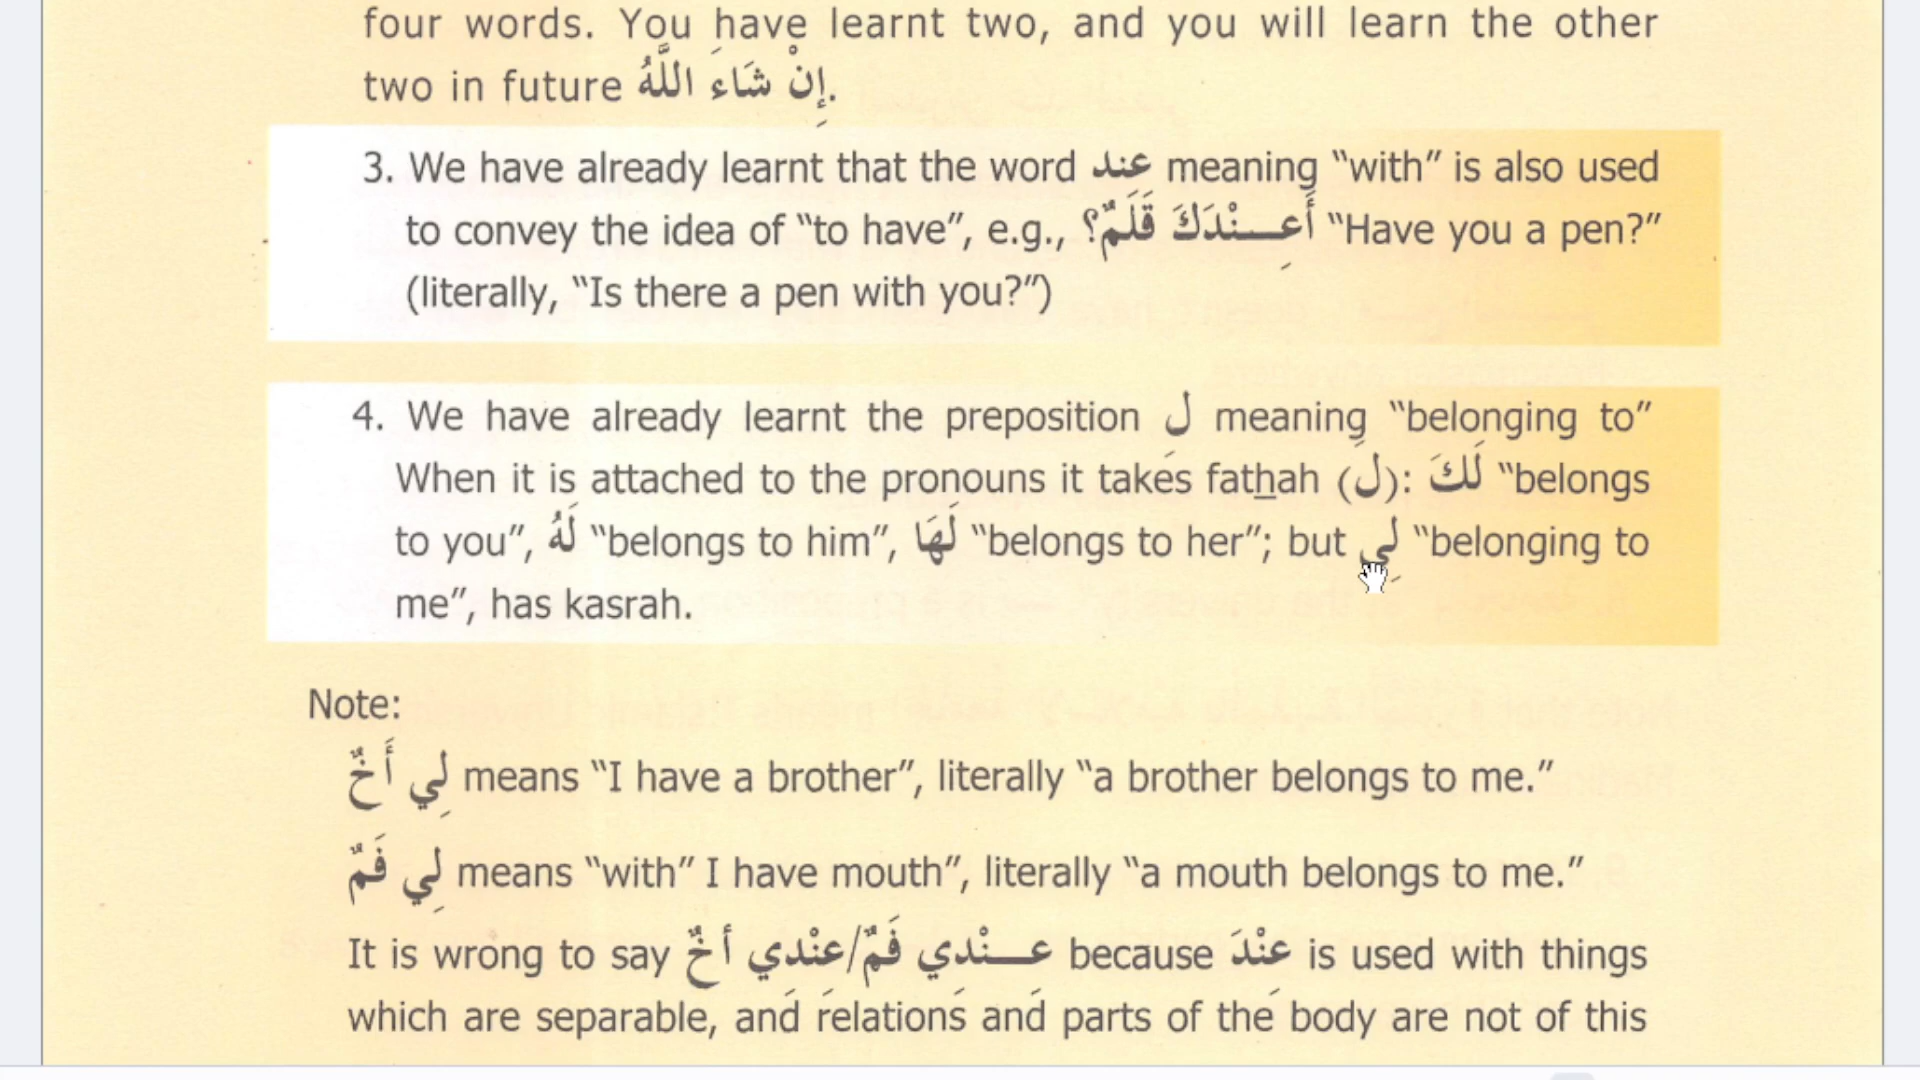 four words. You have learnt two, and you will learn the other
two in future إِنْ شَاءَ اللَّهُ.
3. We have already learnt that the word عند meaning “with” is also used
to convey the idea of “to have”, e.g., أَعِـــنْدَكَ قَلَمٌ؟ “Have you a pen?”
(literally, “Is there a pen with you?”)
4. We have already learnt the preposition لِ meaning “belonging to”
When it is attached to the pronouns it takes fathah (لَ): لَكَ “belongs
to you”, لَهُ “belongs to him”, لَهَا “belongs to her”; but لِي “belonging to
me”, has kasrah.
Note:
لِي أَخٌ means “I have a brother”, literally “a brother belongs to me.”
لِي فَمٌ means “with” I have mouth”, literally “a mouth belongs to me.”
It is wrong to say عِـــنْدِي فَمٌ/عِنْدِي أخٌ because عِنْدَ is used with things
which are separable, and relations and parts of the body are not of this